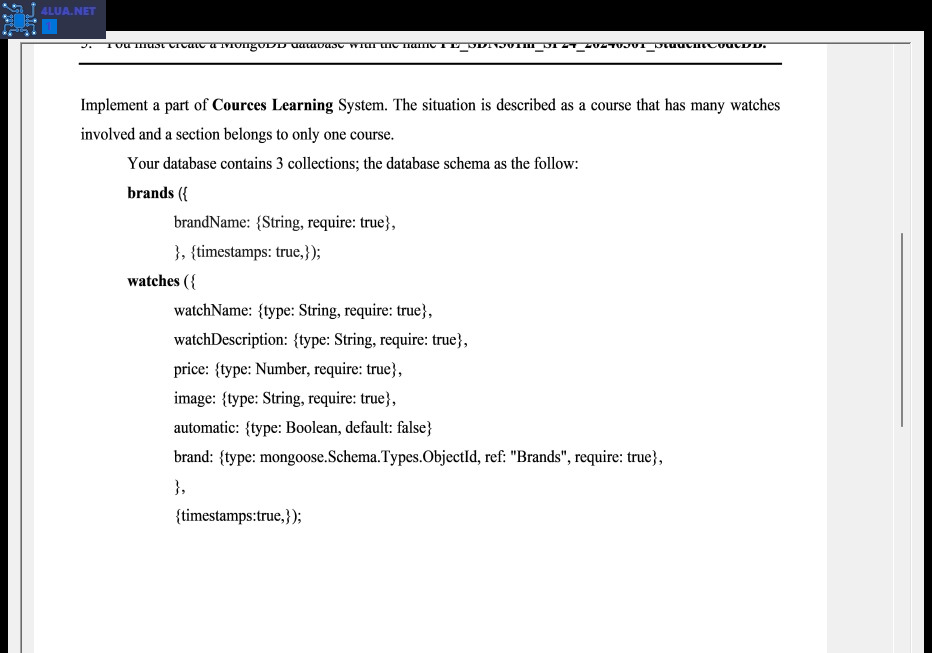 4LUA.NET
1
5. You must create a MongoDB database with the name PE_SDN301m_SP24_20240301_StudentCodeDB.
Implement a part of Cources Learning System. The situation is described as a course that has many watches
involved and a section belongs to only one course.
Your database contains 3 collections; the database schema as the follow:
brands ({
brandName: {String, require: true},
}, {timestamps: true,});
watches ({
watchName: {type: String, require: true},
watchDescription: {type: String, require: true},
price: {type: Number, require: true},
image: {type: String, require: true},
automatic: {type: Boolean, default: false}
brand: {type: mongoose.Schema.Types.ObjectId, ref: "Brands", require: true},
},
{timestamps:true,});